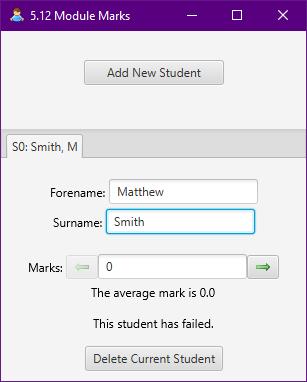 5.12 Module Marks
Add New Student
S0: Smith, M
Forename: Matthew
Surname: Smith
Marks: 0
The average mark is 0.0
This student has failed.
Delete Current Student